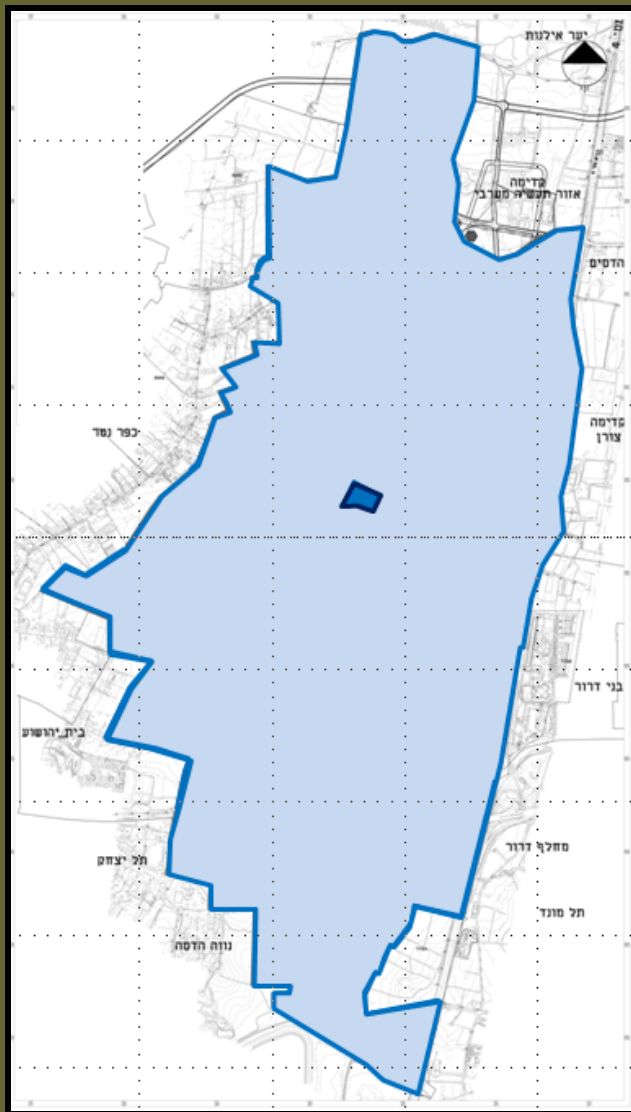 יער אילנות
קדימה
אזור תעשיה מערבי
הדסים
קדימה
צורן
כפר נטר
בני דרור
בית יהושוע
מחלף דרור
תל יצחק
תל מונד
נווה הדסה